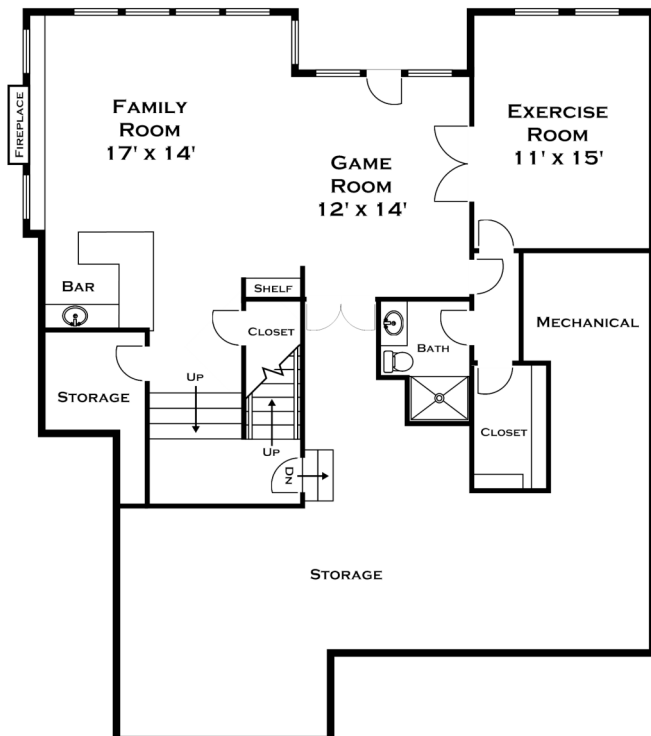 FAMILY
ROOM
17' X 14'
FIREPLACE
EXERCISE
ROOM
11' X 15'
GAME
ROOM
12' X 14'
BAR
SHELF
CLOSET
MECHANICAL
BATH
UP
STORAGE
CLOSET
UP
DN
STORAGE